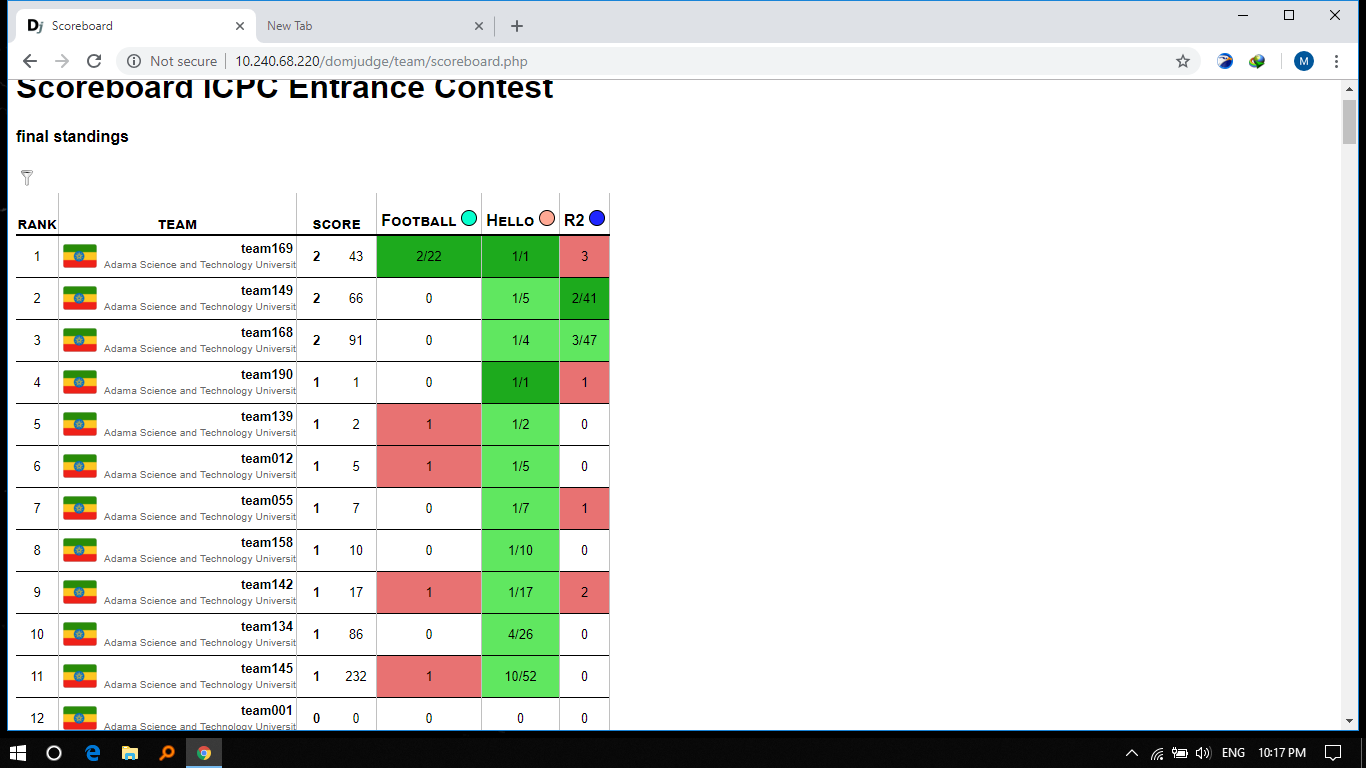 Dj Scoreboard
New Tab
Not secure 10.240.68.220/domjudge/team/scoreboard.php
M
Scoreboard ICPC Entrance Contest
final standings
RANK TEAM SCORE FOOTBALL HELLO R2
1 team169 2 43 2/22 1/1 3
Adama Science and Technology Universit
2 team149 2 66 0 1/5 2/41
Adama Science and Technology Universit
3 team168 2 91 0 1/4 3/47
Adama Science and Technology Universit
4 team190 1 1 0 1/1 1
Adama Science and Technology Universit
5 team139 1 2 1 1/2 0
Adama Science and Technology Universit
6 team012 1 5 1 1/5 0
Adama Science and Technology Universit
7 team055 1 7 0 1/7 1
Adama Science and Technology Universit
8 team158 1 10 0 1/10 0
Adama Science and Technology Universit
9 team142 1 17 1 1/17 2
Adama Science and Technology Universit
10 team134 1 86 0 4/26 0
Adama Science and Technology Universit
11 team145 1 232 1 10/52 0
Adama Science and Technology Universit
12 team001 0 0 0 0 0
Adama Science and Technology Universit
ENG 10:17 PM